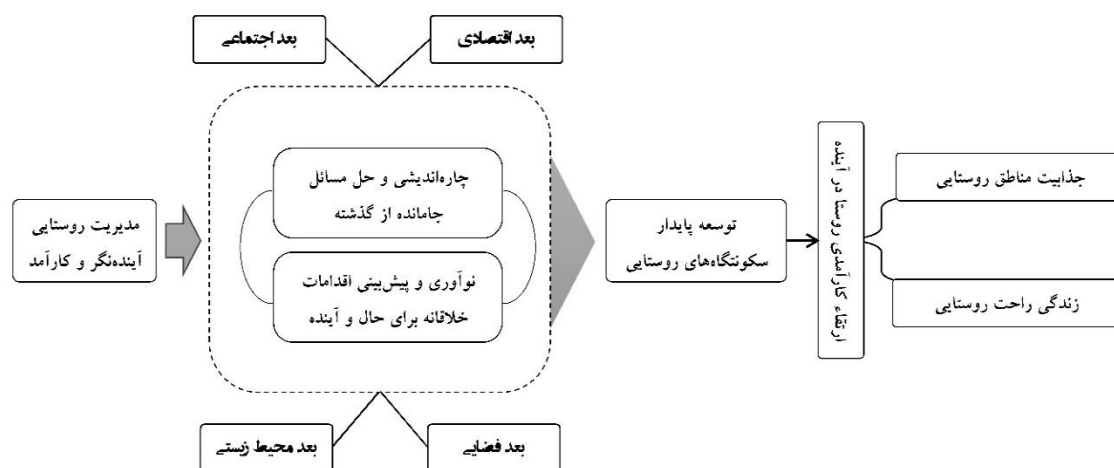 بعد اجتماعی
بعد اقتصادی
مدیریت روستایی
آینده‌نگر و کارآمد
چاره‌اندیشی و حل مسائل
جامانده از گذشته
نوآوری و پیش‌بینی اقدامات
خلاقانه برای حال و آینده
توسعه پایدار
سکونتگاه‌های روستایی
ارتقاء کارآمدی روستا در آینده
جذابیت مناطق روستایی
زندگی راحت روستایی
بعد محیط زیستی
بعد فضایی